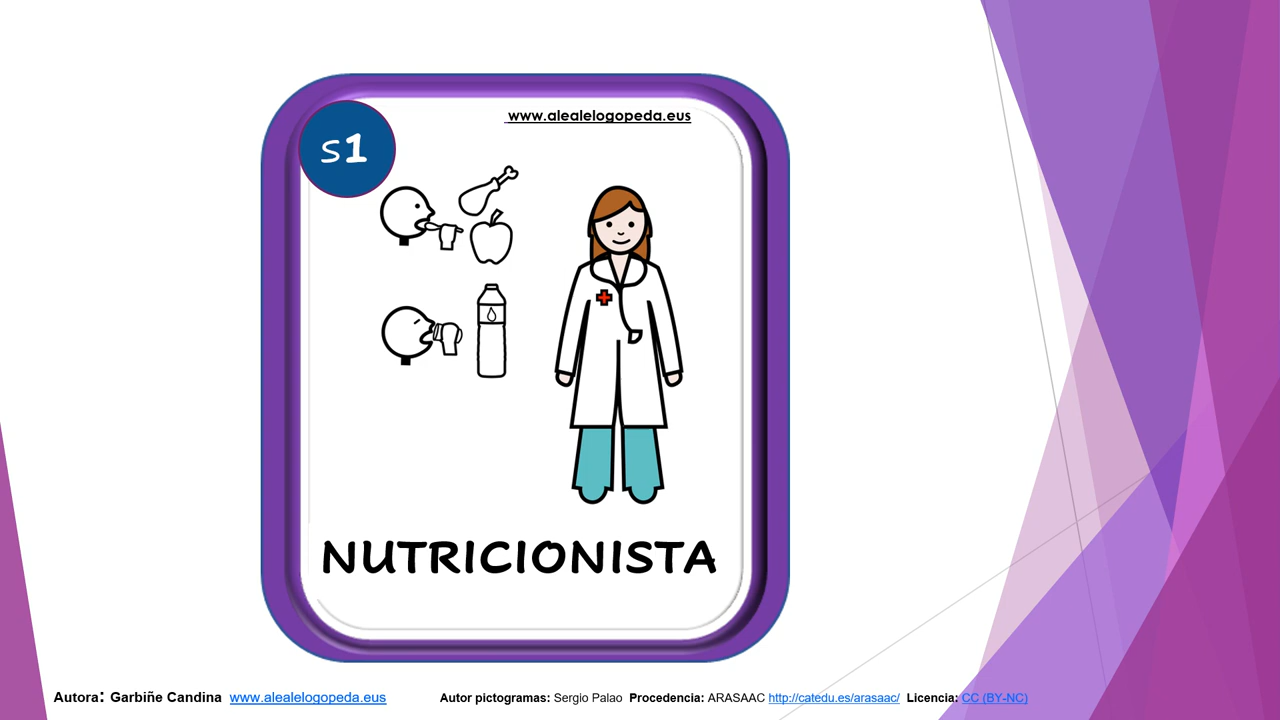 www.alealelogopeda.eus
S1
NUTRICIONISTA
Autora: Garbiñe Candina www.alealelogopeda.eus Autor pictogramas: Sergio Palao Procedencia: ARASAAC http://catedu.es/arasaac/ Licencia: CC (BY-NC)